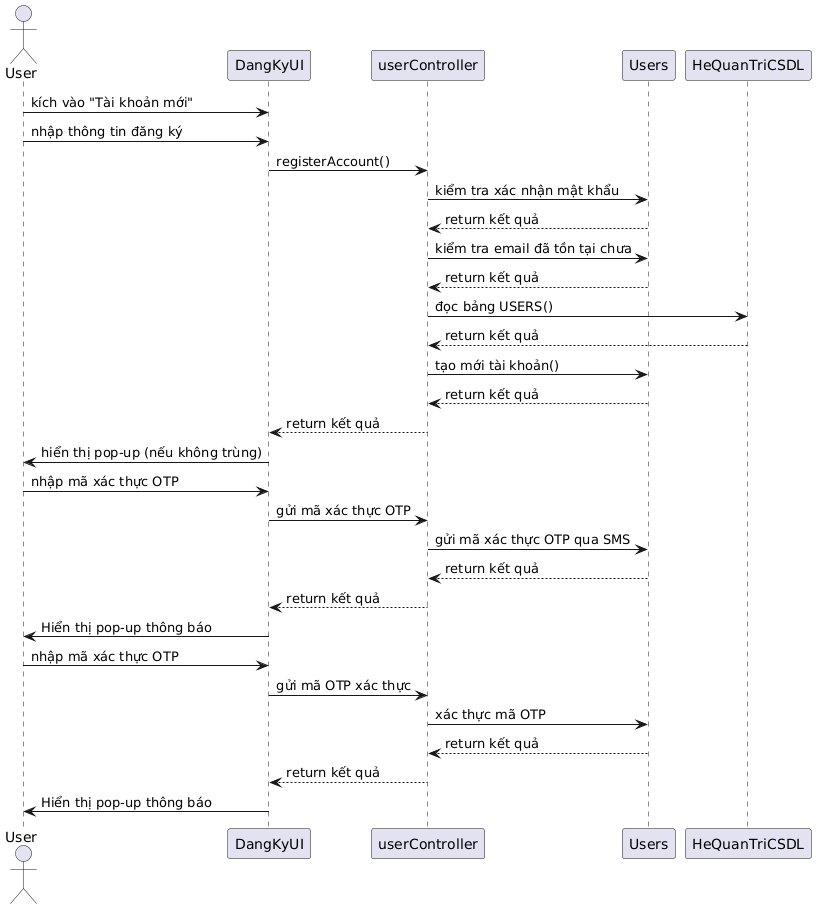 User
DangKyUI
userController
Users
HeQuanTriCSDL
kích vào "Tài khoản mới"
nhập thông tin đăng ký
registerAccount()
kiểm tra xác nhận mật khẩu
return kết quả
kiểm tra email đã tồn tại chưa
return kết quả
đọc bảng USERS()
return kết quả
tạo mới tài khoản()
return kết quả
return kết quả
hiển thị pop-up (nếu không trùng)
nhập mã xác thực OTP
gửi mã xác thực OTP
gửi mã xác thực OTP qua SMS
return kết quả
return kết quả
Hiển thị pop-up thông báo
nhập mã xác thực OTP
gửi mã OTP xác thực
xác thực mã OTP
return kết quả
return kết quả
Hiển thị pop-up thông báo
User
DangKyUI
userController
Users
HeQuanTriCSDL